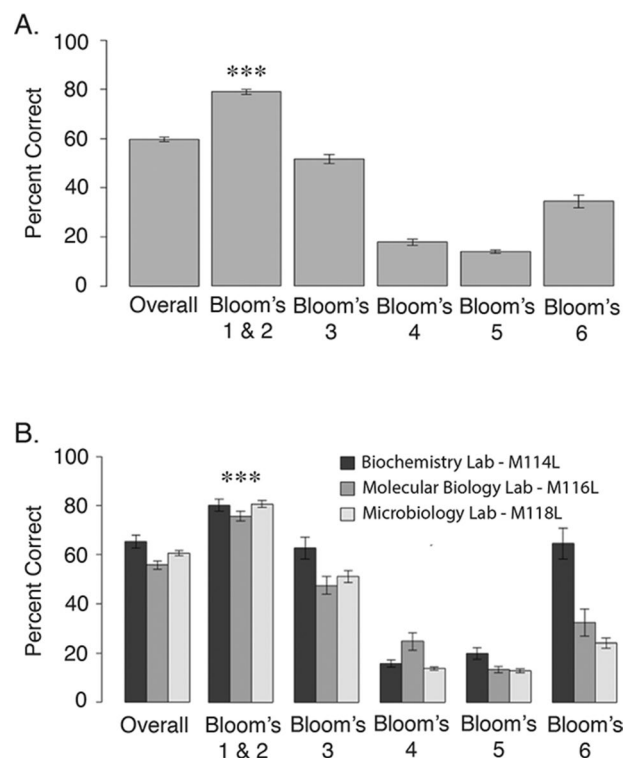 A.
100
80
60
40
20
0
Percent Correct
***
Overall Bloom's Bloom's Bloom's Bloom's Bloom's
1 & 2 3 4 5 6
B.
100
80
60
40
20
0
Percent Correct
***
Biochemistry Lab - M114L
Molecular Biology Lab - M116L
Microbiology Lab - M118L
Overall Bloom's Bloom's Bloom's Bloom's Bloom's
1 & 2 3 4 5 6